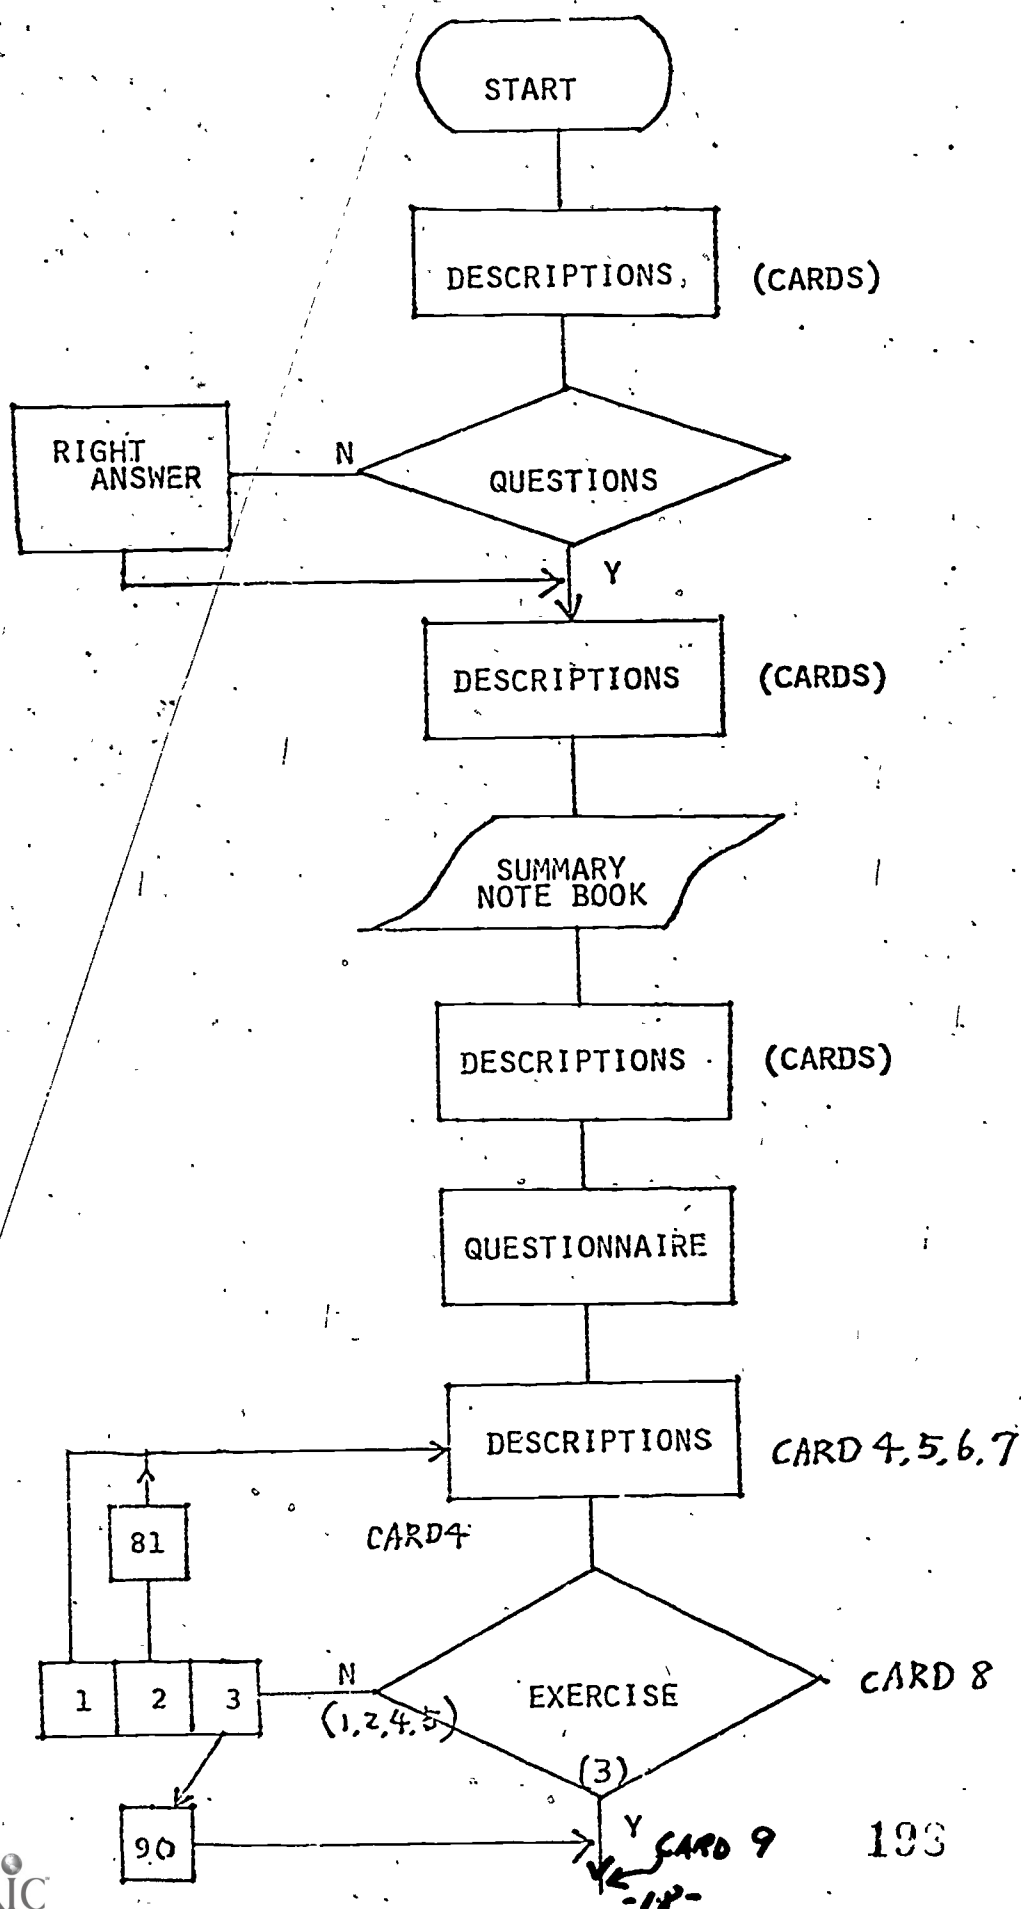 START
DESCRIPTIONS
(CARDS)
N
RIGHT
ANSWER
QUESTIONS
Y
DESCRIPTIONS
(CARDS)
SUMMARY
NOTE BOOK
DESCRIPTIONS
(CARDS)
QUESTIONNAIRE
DESCRIPTIONS
CARD 4,5,6,7
CARD4
81
N
1 2 3
(1,2,4,5)
EXERCISE
CARD 8
(3)
90
Y
CARD 9
-18-